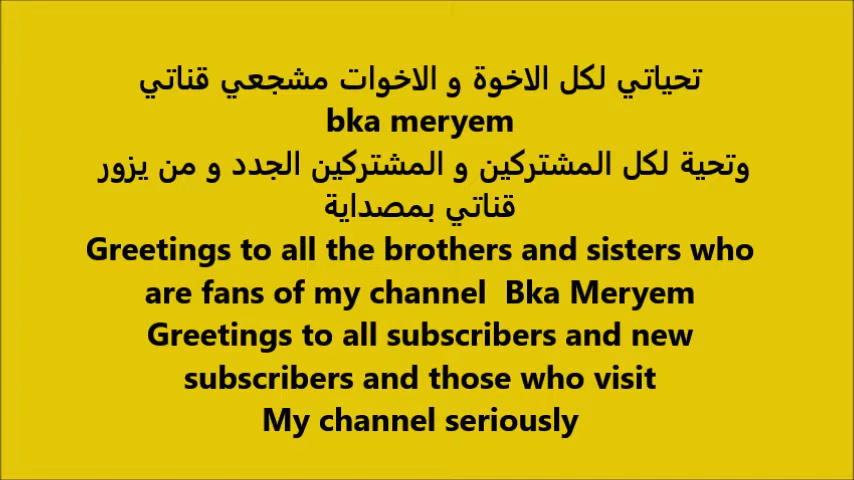 تحياتي لكل الاخوة و الاخوات مشجعي قناتي
bka meryem
وتحية لكل المشتركين و المشتركين الجدد و من يزور
قناتي بمصداية
Greetings to all the brothers and sisters who
are fans of my channel  Bka Meryem
Greetings to all subscribers and new
subscribers and those who visit
My channel seriously